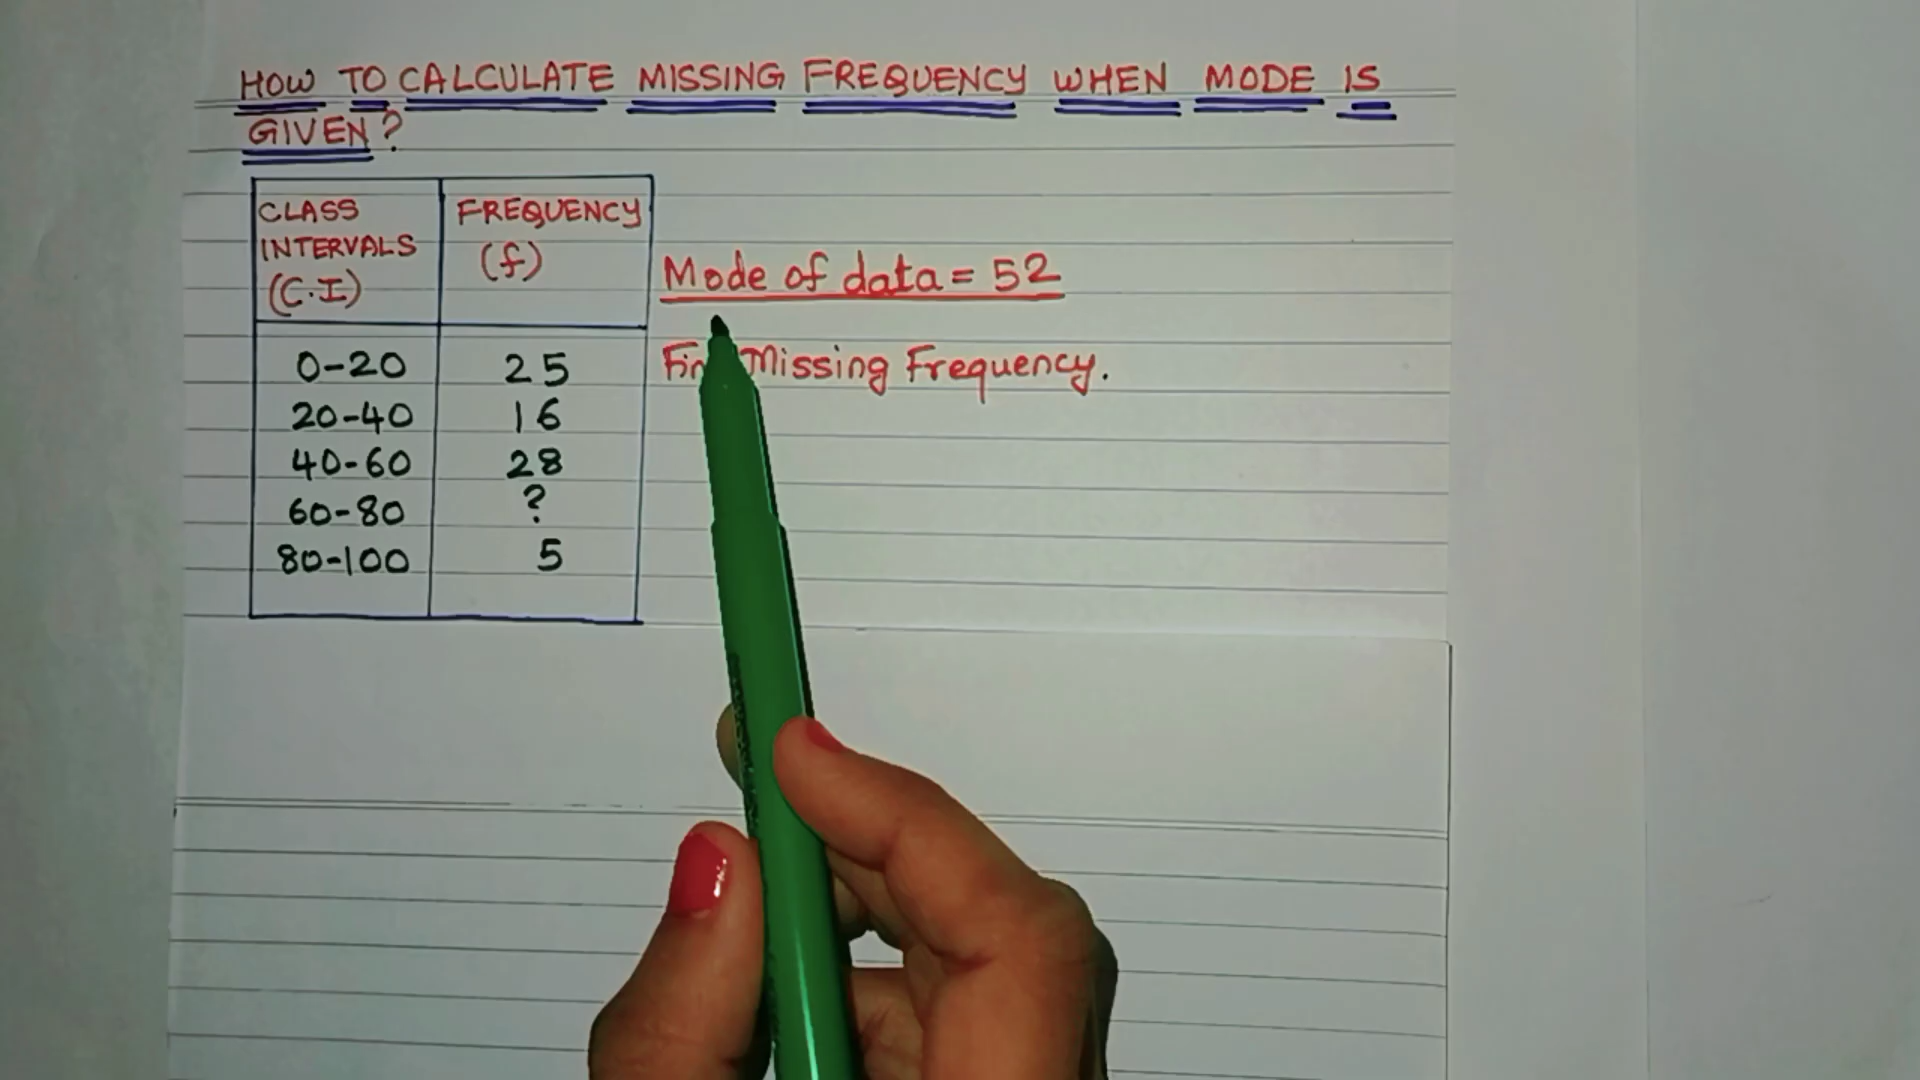 HOW TO CALCULATE MISSING FREQUENCY WHEN MODE IS
GIVEN?
CLASS INTERVALS (C.I) FREQUENCY (f)
0-20 25
20-40 16
40-60 28
60-80 ?
80-100 5
Mode of data = 52
Missing Frequency.